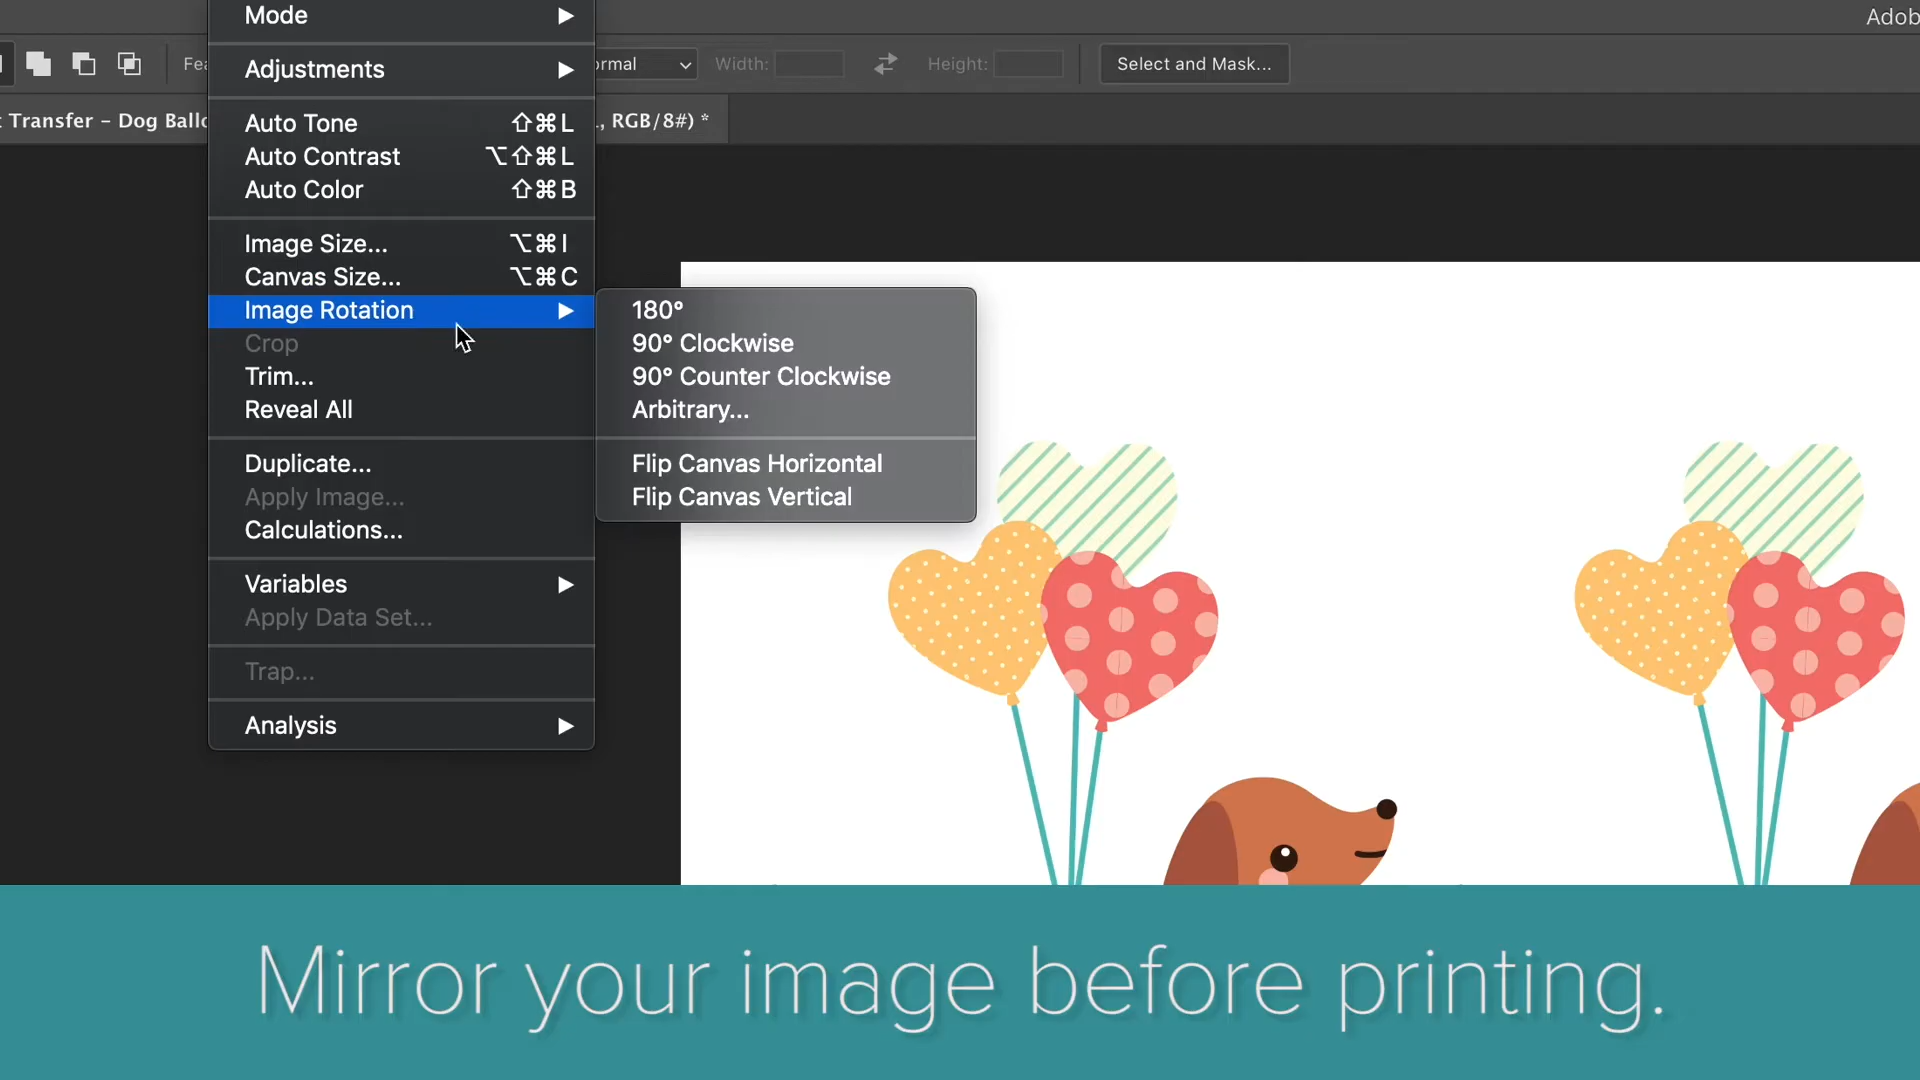 Mode
Adob
Width:
Height:
Select and Mask...
Adjustments
Transfer – Dog Ballo
RGB/8#) *
Auto Tone ⇧⌘L
Auto Contrast ⌥⇧⌘L
Auto Color ⇧⌘B
Image Size... ⌥⌘I
Canvas Size... ⌥⌘C
Image Rotation
Crop
Trim...
Reveal All
Duplicate...
Apply Image...
Calculations...
Variables
Apply Data Set...
Trap...
Analysis
180°
90° Clockwise
90° Counter Clockwise
Arbitrary...
Flip Canvas Horizontal
Flip Canvas Vertical
Mirror your image before printing.